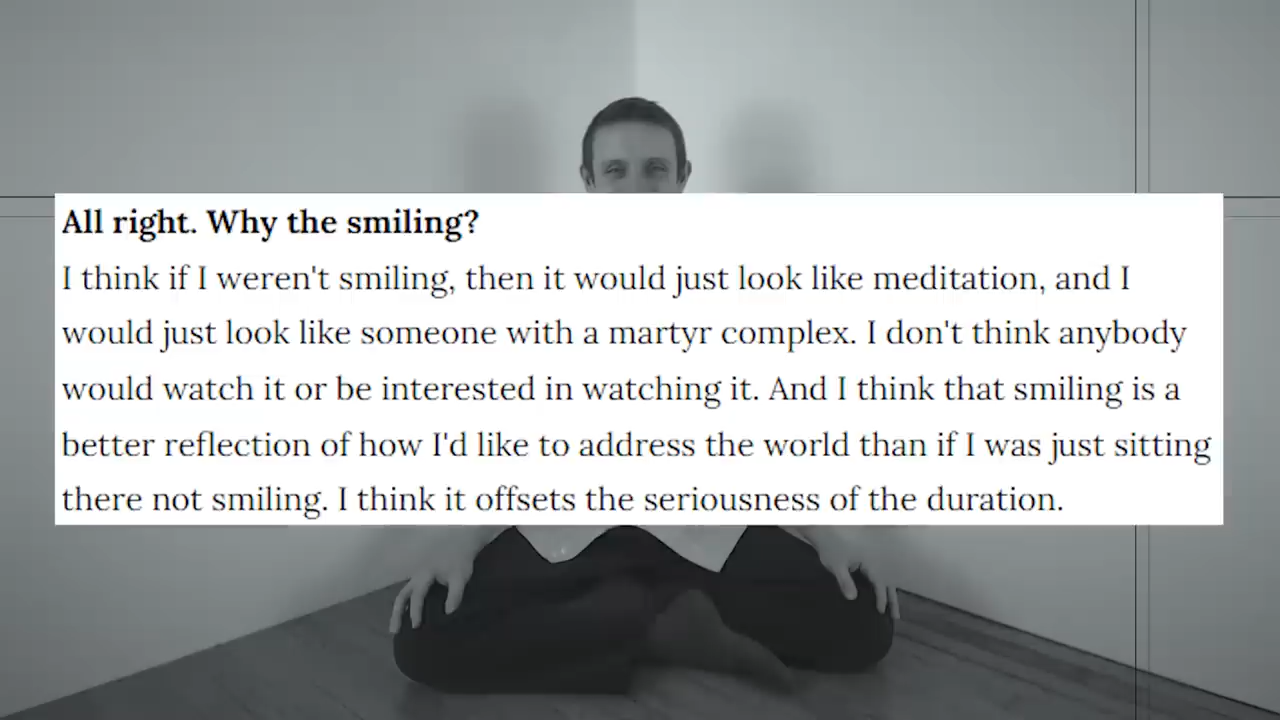 All right. Why the smiling?
I think if I weren't smiling, then it would just look like meditation, and I
would just look like someone with a martyr complex. I don't think anybody
would watch it or be interested in watching it. And I think that smiling is a
better reflection of how I'd like to address the world than if I was just sitting
there not smiling. I think it offsets the seriousness of the duration.